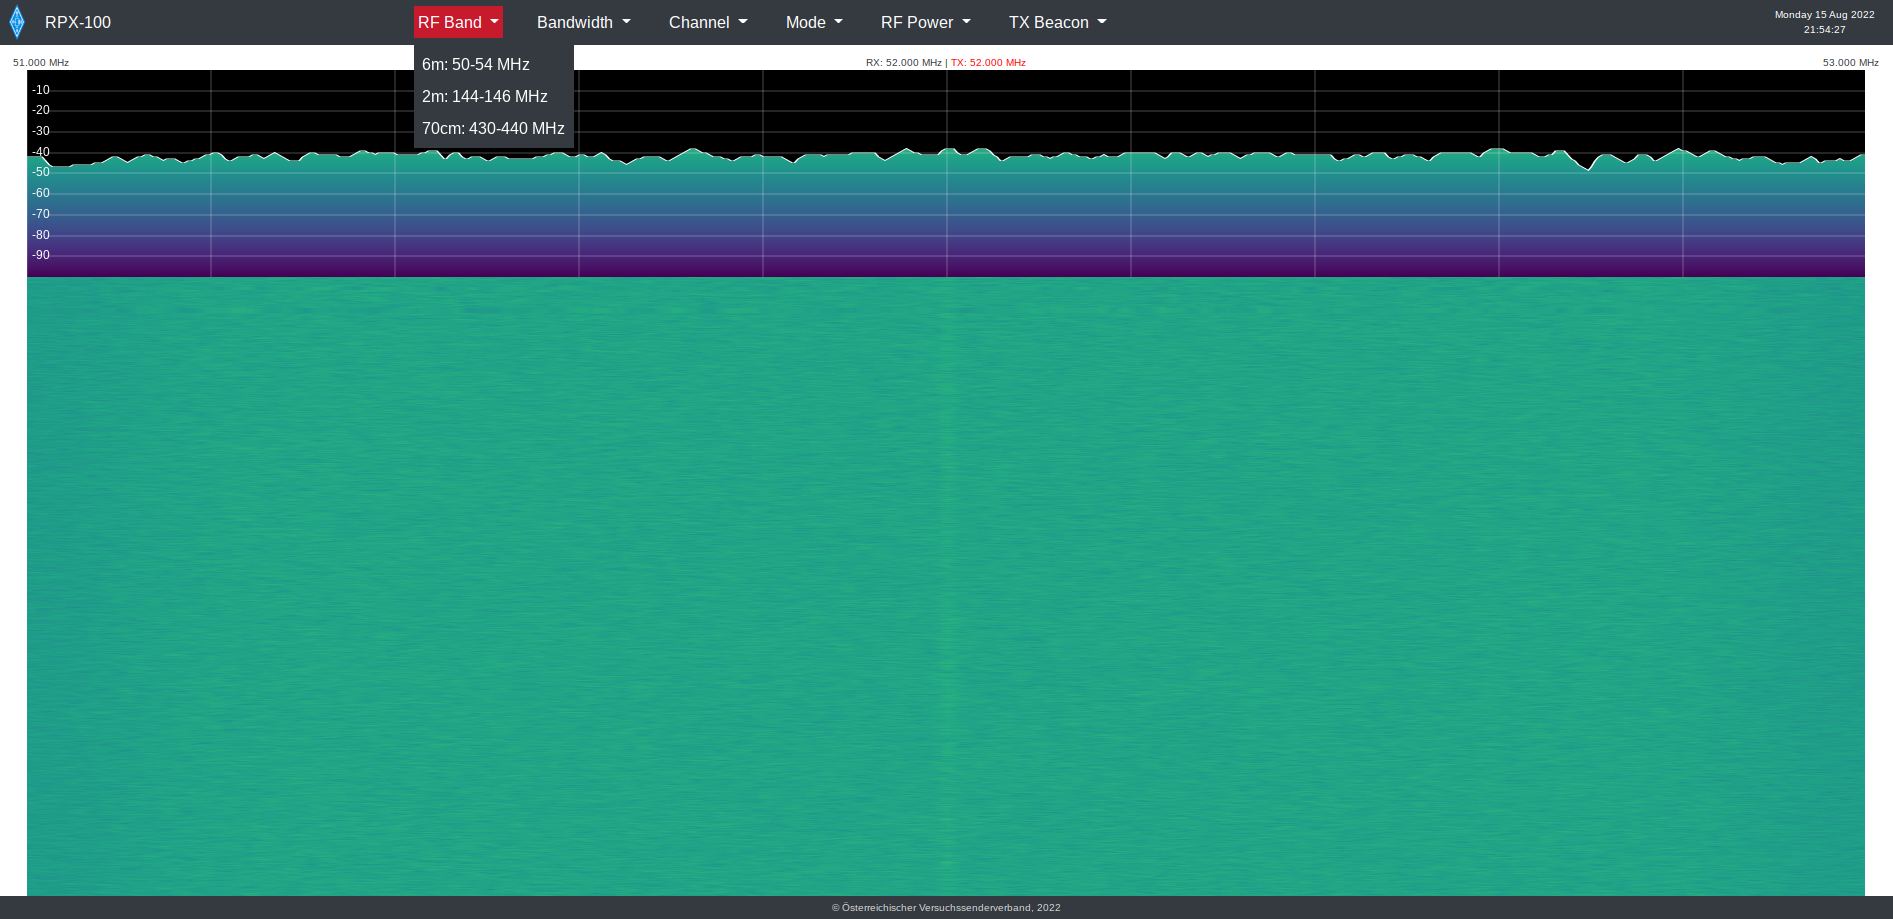 RPX-100
RF Band
Bandwidth
Channel
Mode
RF Power
TX Beacon
Monday 15 Aug 2022
21:54:27
6m: 50-54 MHz
2m: 144-146 MHz
70cm: 430-440 MHz
51.000 MHz
RX: 52.000 MHz | TX: 52.000 MHz
53.000 MHz
-10
-20
-30
-40
-50
-60
-70
-80
-90
© Österreichischer Versuchssenderverband, 2022